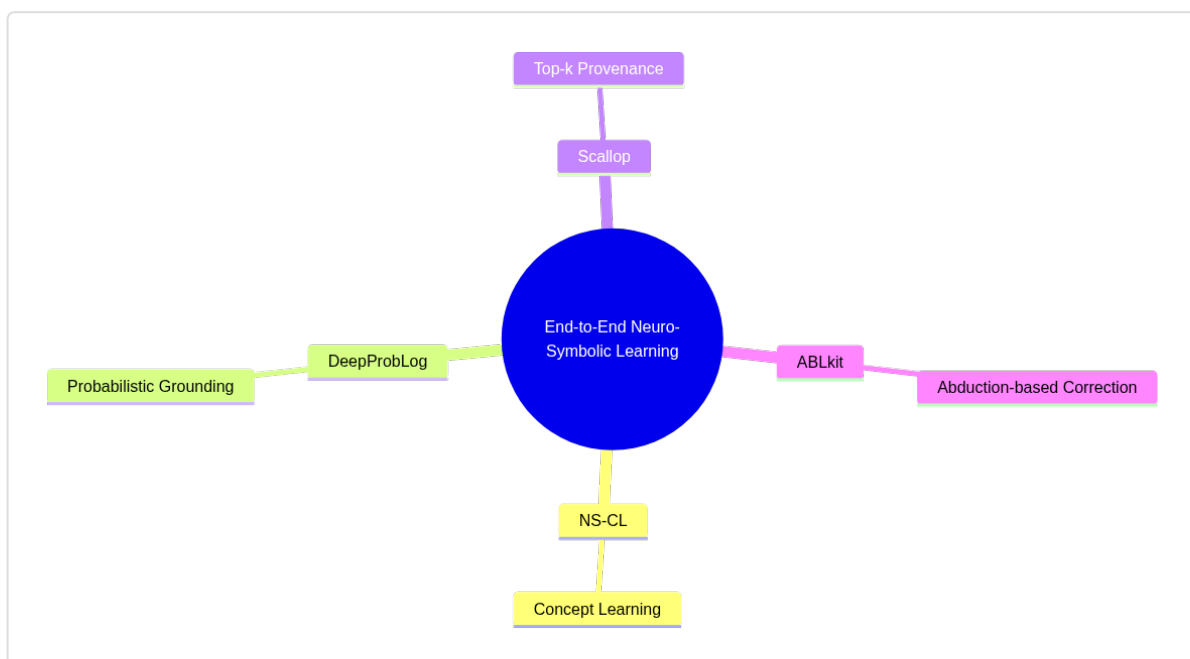 Top-k Provenance
Scallop
End-to-End Neuro-
Symbolic Learning
DeepProbLog
Probabilistic Grounding
ABLkit
Abduction-based Correction
NS-CL
Concept Learning